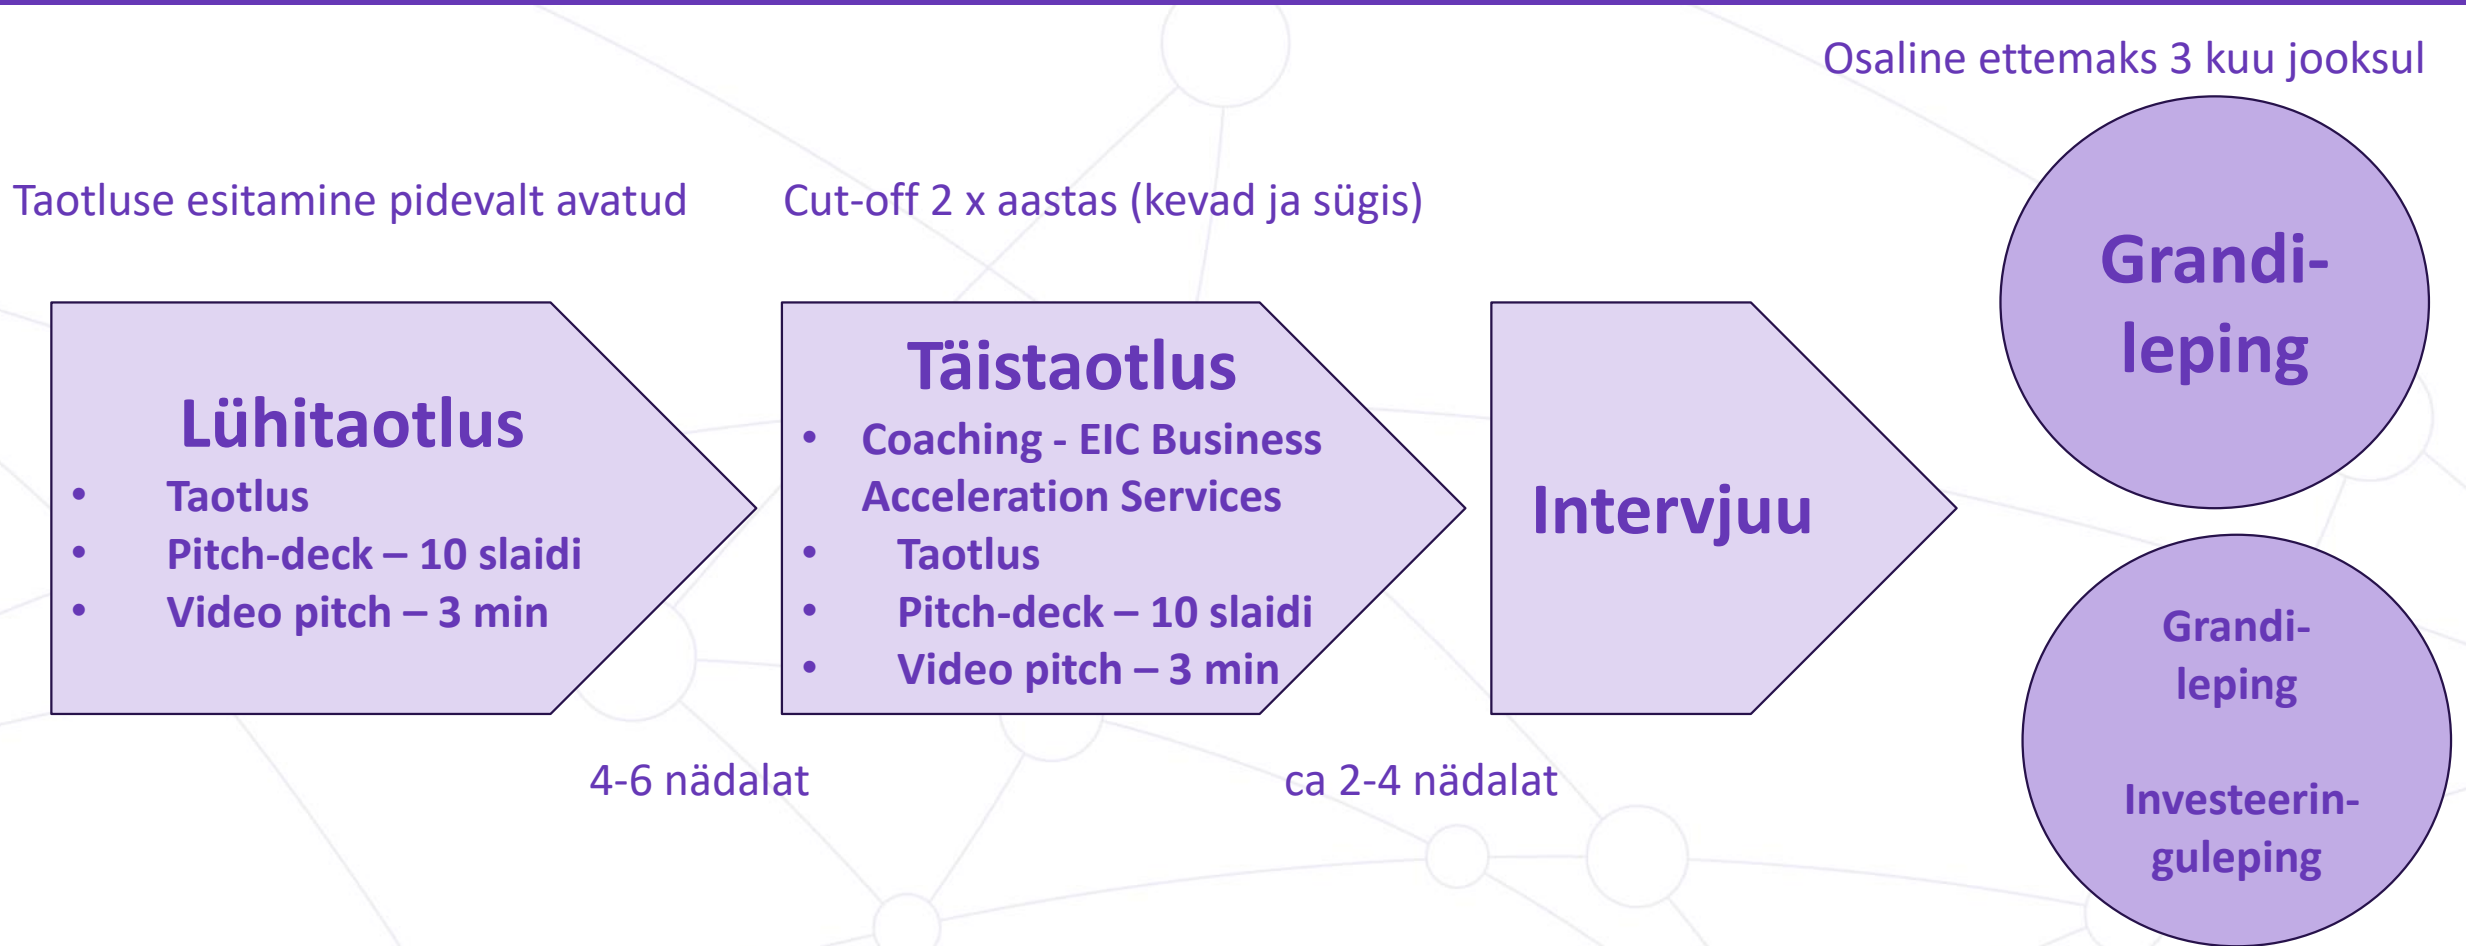 Osaline ettemaks 3 kuu jooksul
Taotluse esitamine pidevalt avatud
Cut-off 2 x aastas (kevad ja sügis)
Lühitaotlus
• Taotlus
• Pitch-deck – 10 slaidi
• Video pitch – 3 min
Täistaotlus
• Coaching - EIC Business
Acceleration Services
• Taotlus
• Pitch-deck – 10 slaidi
• Video pitch – 3 min
Intervjuu
Grandi-
leping
Grandi-
leping
Investeerin-
guleping
4-6 nädalat
ca 2-4 nädalat